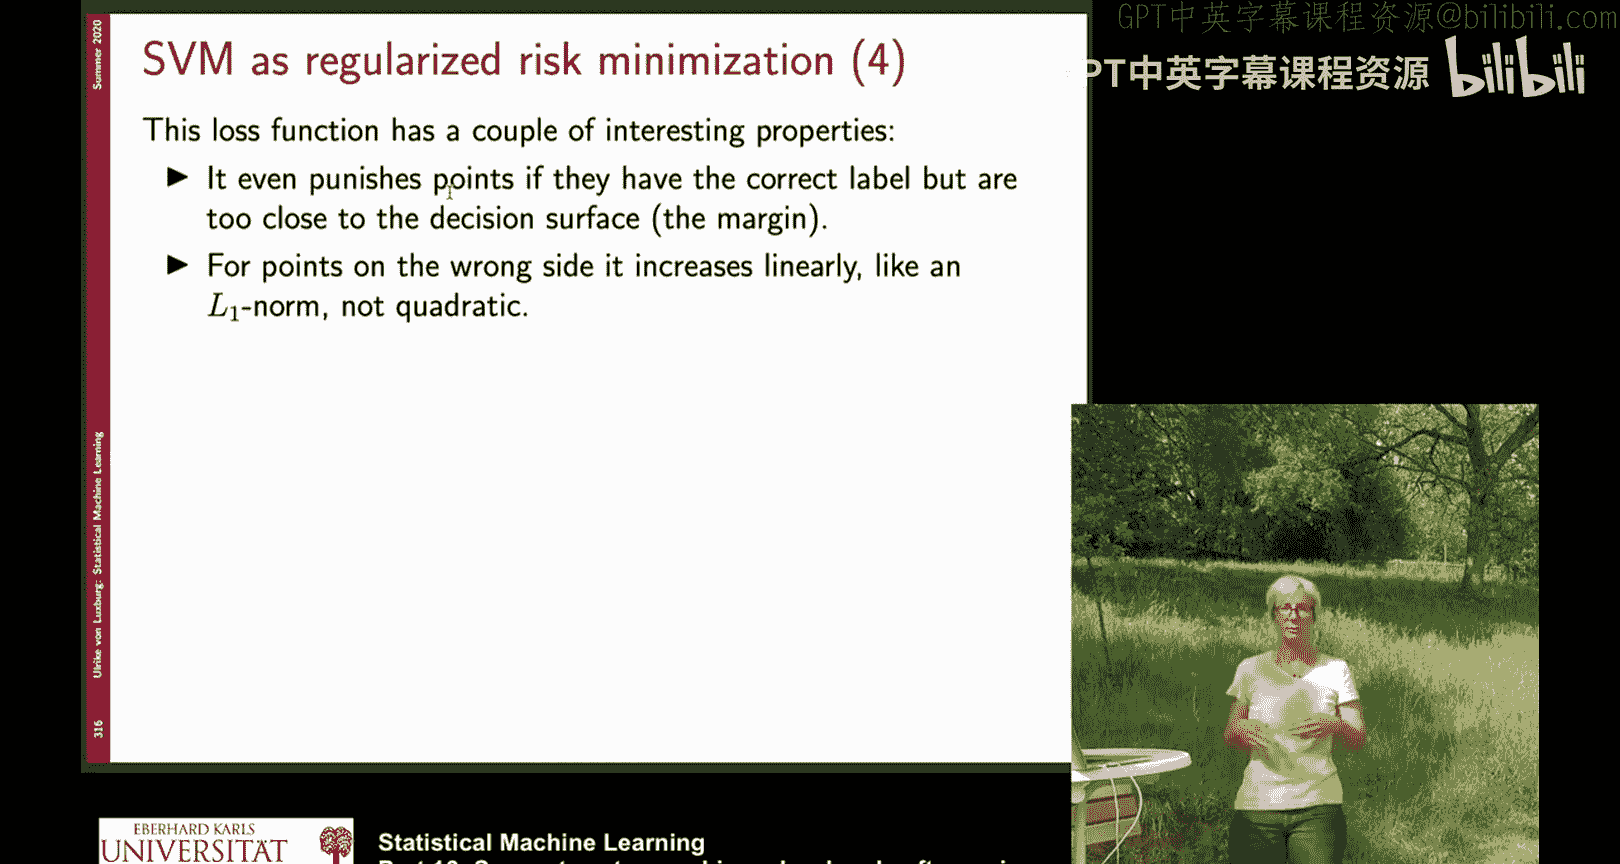 GPT中英字幕课程资源@bilibili.com
PT中英字幕课程资源 bilibili
Summer 2020
SVM as regularized risk minimization (4)
This loss function has a couple of interesting properties:
► It even punishes points if they have the correct label but are
too close to the decision surface (the margin).
► For points on the wrong side it increases linearly, like an
L₁-norm, not quadratic.
Ulrike von Luxburg: Statistical Machine Learning
316
EBERHARD KARLS
UNIVERSITÄT
Statistical Machine Learning